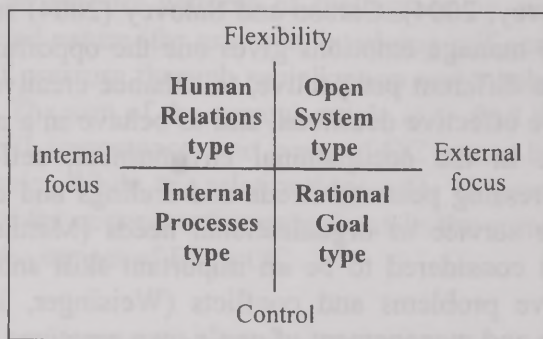 Flexibility
Human Open
Relations System
type type
Internal External
focus focus
Internal Rational
Processes Goal
type type
Control